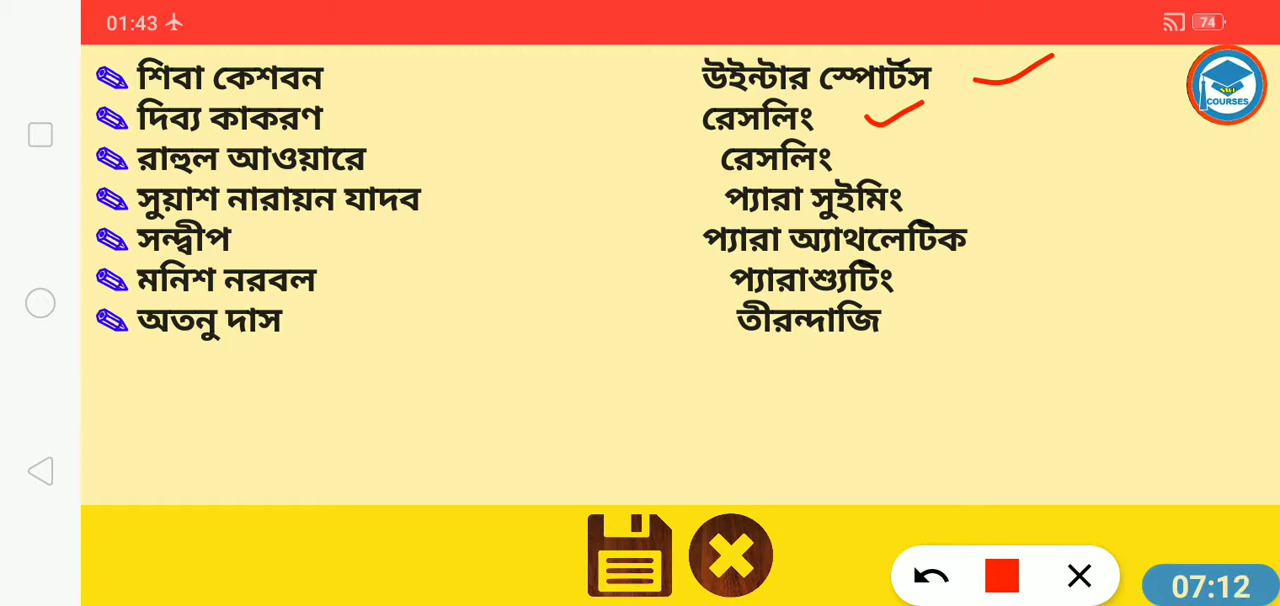 01:43 74
শিবা কেশবন উইন্টার স্পোর্টস
দিব্য কাকরণ রেসলিং
রাহুল আওয়ারে রেসলিং
সুয়াশ নারায়ন যাদব প্যারা সুইমিং
সন্দ্বীপ প্যারা অ্যাথলেটিক
মনিশ নরবল প্যারাশ্যুটিং
অতনু দাস তীরন্দাজি
COURSES
07:12